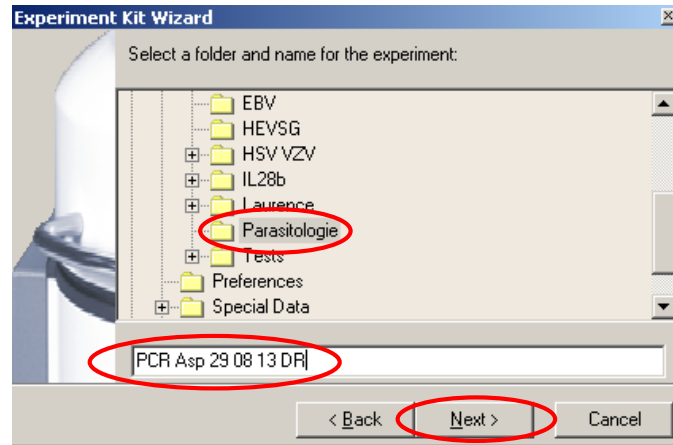 Experiment Kit Wizard
Select a folder and name for the experiment:
EBV
HEVSG
HSV VZV
IL28b
Laurence
Parasitologie
Tests
Preferences
Special Data
PCR Asp 29 08 13 DR
< Back Next > Cancel